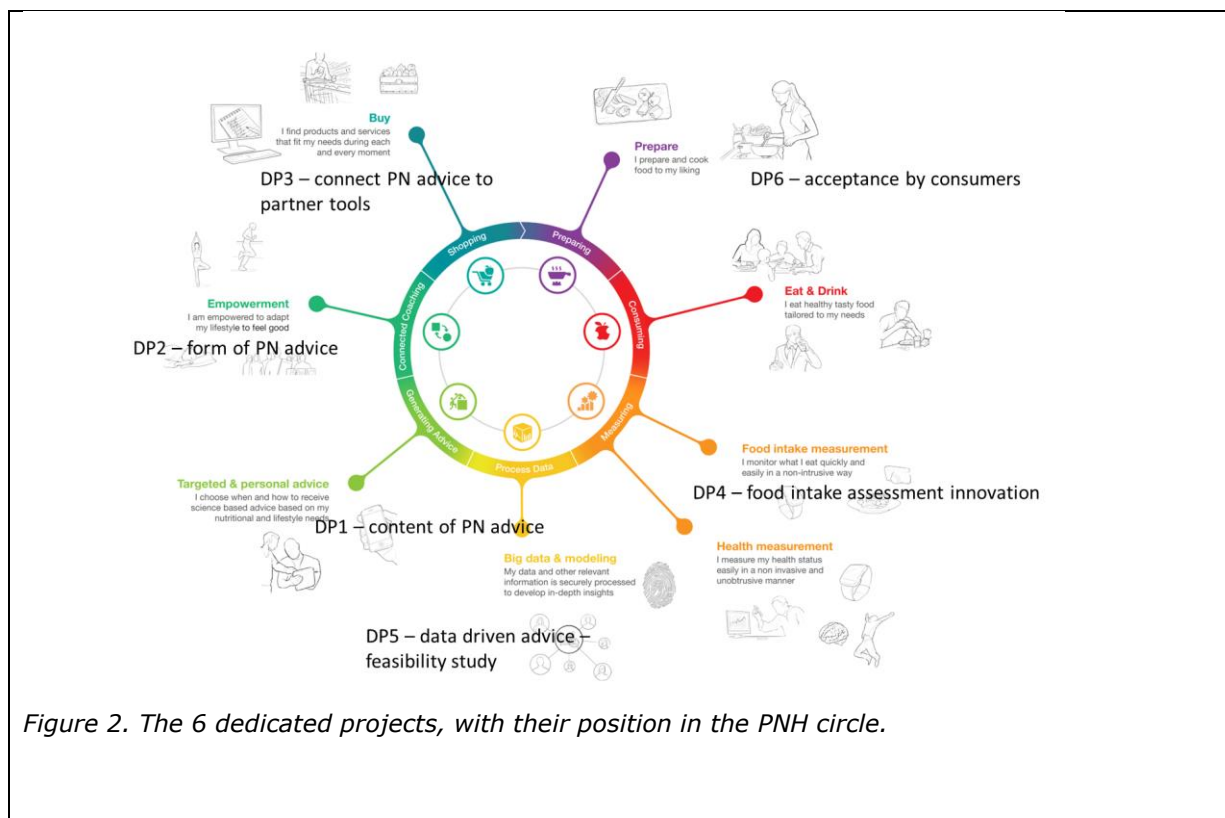 Buy
I find products and services
that fit my needs during each
and every moment
DP3 – connect PN advice to
partner tools
Prepare
I prepare and cook
food to my liking
DP6 – acceptance by consumers
Shopping
Preparing
Consuming
Measuring
Process Data
Generating Advice
Connected Coaching
Empowerment
I am empowered to adapt
my lifestyle to feel good
DP2 – form of PN advice
Eat & Drink
I eat healthy tasty food
tailored to my needs
Food intake measurement
I monitor what I eat quickly and
easily in a non-intrusive way
DP4 – food intake assessment innovation
Targeted & personal advice
I choose when and how to receive
science based advice based on my
nutritional and lifestyle needs
DP1 – content of PN advice
Big data & modeling
My data and other relevant
information is securely processed
to develop in-depth insights
Health measurement
I measure my health status
easily in a non invasive and
unobtrusive manner
DP5 – data driven advice –
feasibility study
Figure 2. The 6 dedicated projects, with their position in the PNH circle.